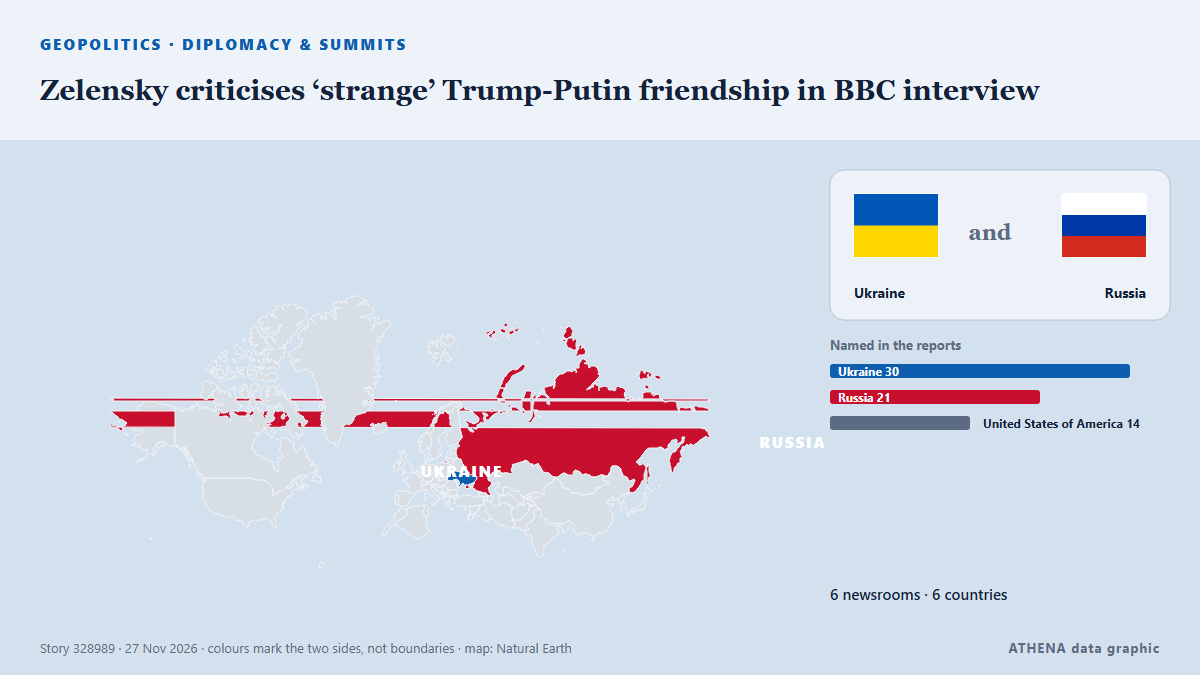 GEOPOLITICS · DIPLOMACY & SUMMITS
Zelensky criticises ‘strange’ Trump-Putin friendship in BBC interview
and
Ukraine
Russia
Named in the reports
Ukraine 30
Russia 21
United States of America 14
RUSSIA
UKRAINE
6 newsrooms · 6 countries
Story 328989 · 27 Nov 2026 · colours mark the two sides, not boundaries · map: Natural Earth
ATHENA data graphic